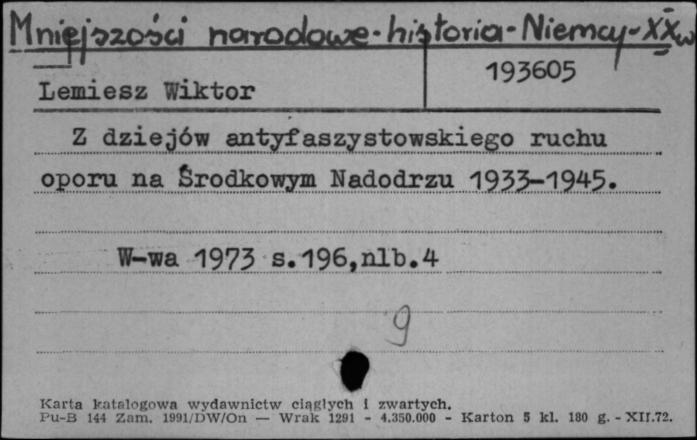 Mniejszości narodowe-historia-Niemcy-XXw
193605
Lemiesz Wiktor
Z dziejów antyfaszystowskiego ruchu
oporu na Środkowym Nadodrzu 1933-1945.
W-wa 1973 s.196,nlb.4
9
Karta katalogowa wydawnictw ciągłych i zwartych.
Pu-B 144 Zam. 1991/DW/On — Wrak 1291 - 4.350.000 - Karton 5 kl. 180 g. - XII.72.